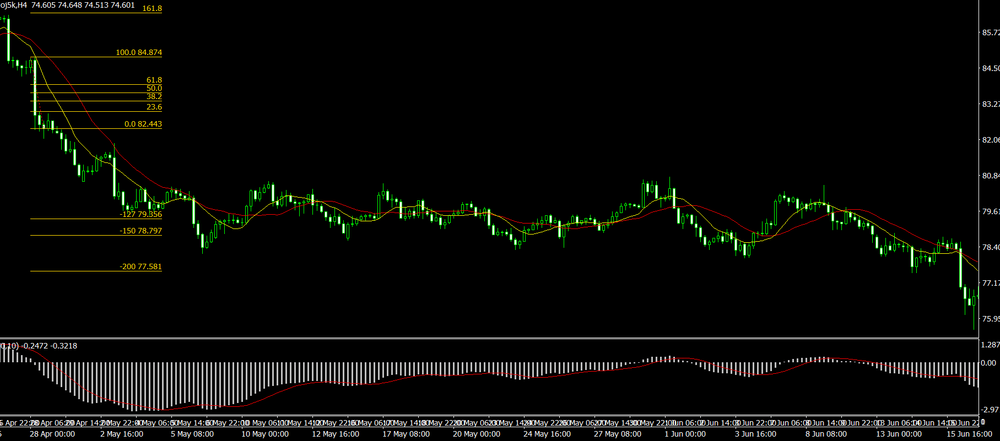 oj5k,H4 74.605 74.648 74.513 74.601
161.8
100.0 84.874
61.8
50.0
38.2
23.6
0.0 82.443
-127 79.356
-150 78.797
-200 77.581
85.72
84.50
83.27
82.06
80.84
79.61
78.40
77.17
75.95
0,10) -0.2472 -0.3218
1.287
0.00
-2.97
0
28 Apr 00:00
2 May 16:00
5 May 08:00
10 May 00:00
12 May 16:00
17 May 08:00
20 May 00:00
24 May 16:00
27 May 08:00
1 Jun 00:00
3 Jun 16:00
8 Jun 08:00
13 Jun 00:00
15 Jun 16:00